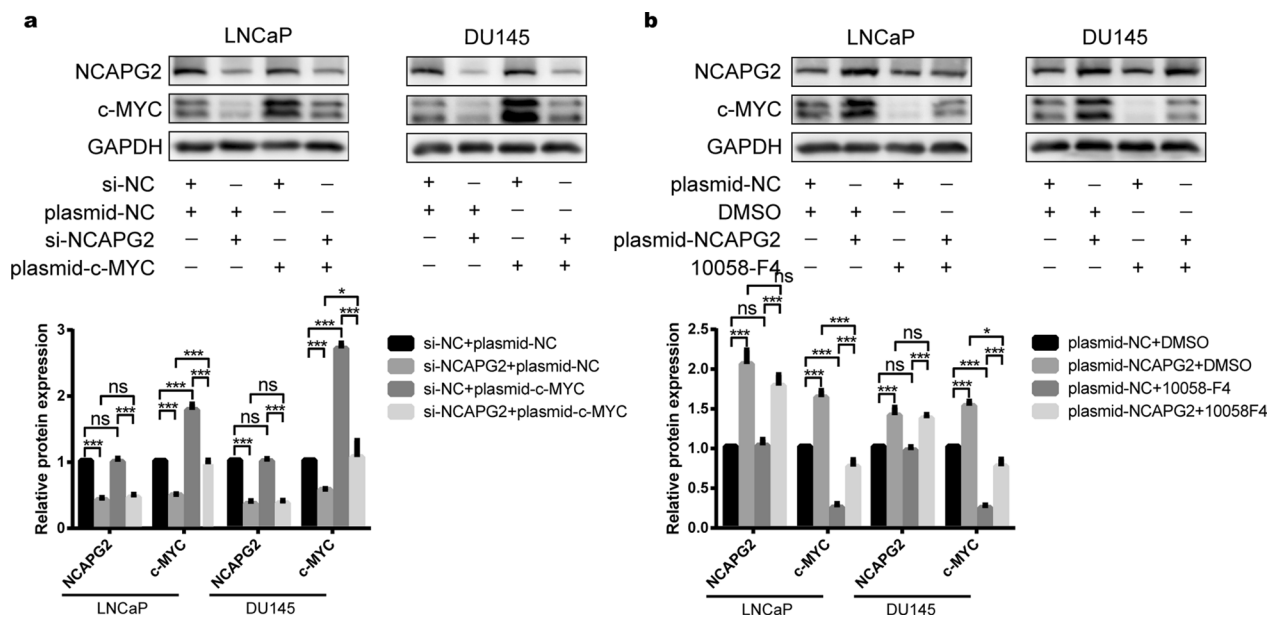 a
LNCaP DU145
NCAPG2
c-MYC
GAPDH
si-NC + − + − + − + −
plasmid-NC + + − − + + − −
si-NCAPG2 − + − + − + − +
plasmid-c-MYC − − + + − − + +
Relative protein expression
3
2
1
0
*** ns *** ns
*** *** *** ***
*** ns *** ns
*** *** *** *
NCAPG2 c-MYC NCAPG2 c-MYC
LNCaP DU145
si-NC+plasmid-NC
si-NCAPG2+plasmid-NC
si-NC+plasmid-c-MYC
si-NCAPG2+plasmid-c-MYC
b
LNCaP DU145
NCAPG2
c-MYC
GAPDH
plasmid-NC + − + − + − + −
DMSO + + − − + + − −
plasmid-NCAPG2 − + − + − + − +
10058-F4 − − + + − − + +
Relative protein expression
2.5
2.0
1.5
1.0
0.5
0.0
*** ns *** ns
*** *** *** ***
*** ns *** ns
*** *** *** *
NCAPG2 c-MYC NCAPG2 c-MYC
LNCaP DU145
plasmid-NC+DMSO
plasmid-NCAPG2+DMSO
plasmid-NC+10058-F4
plasmid-NCAPG2+10058F4